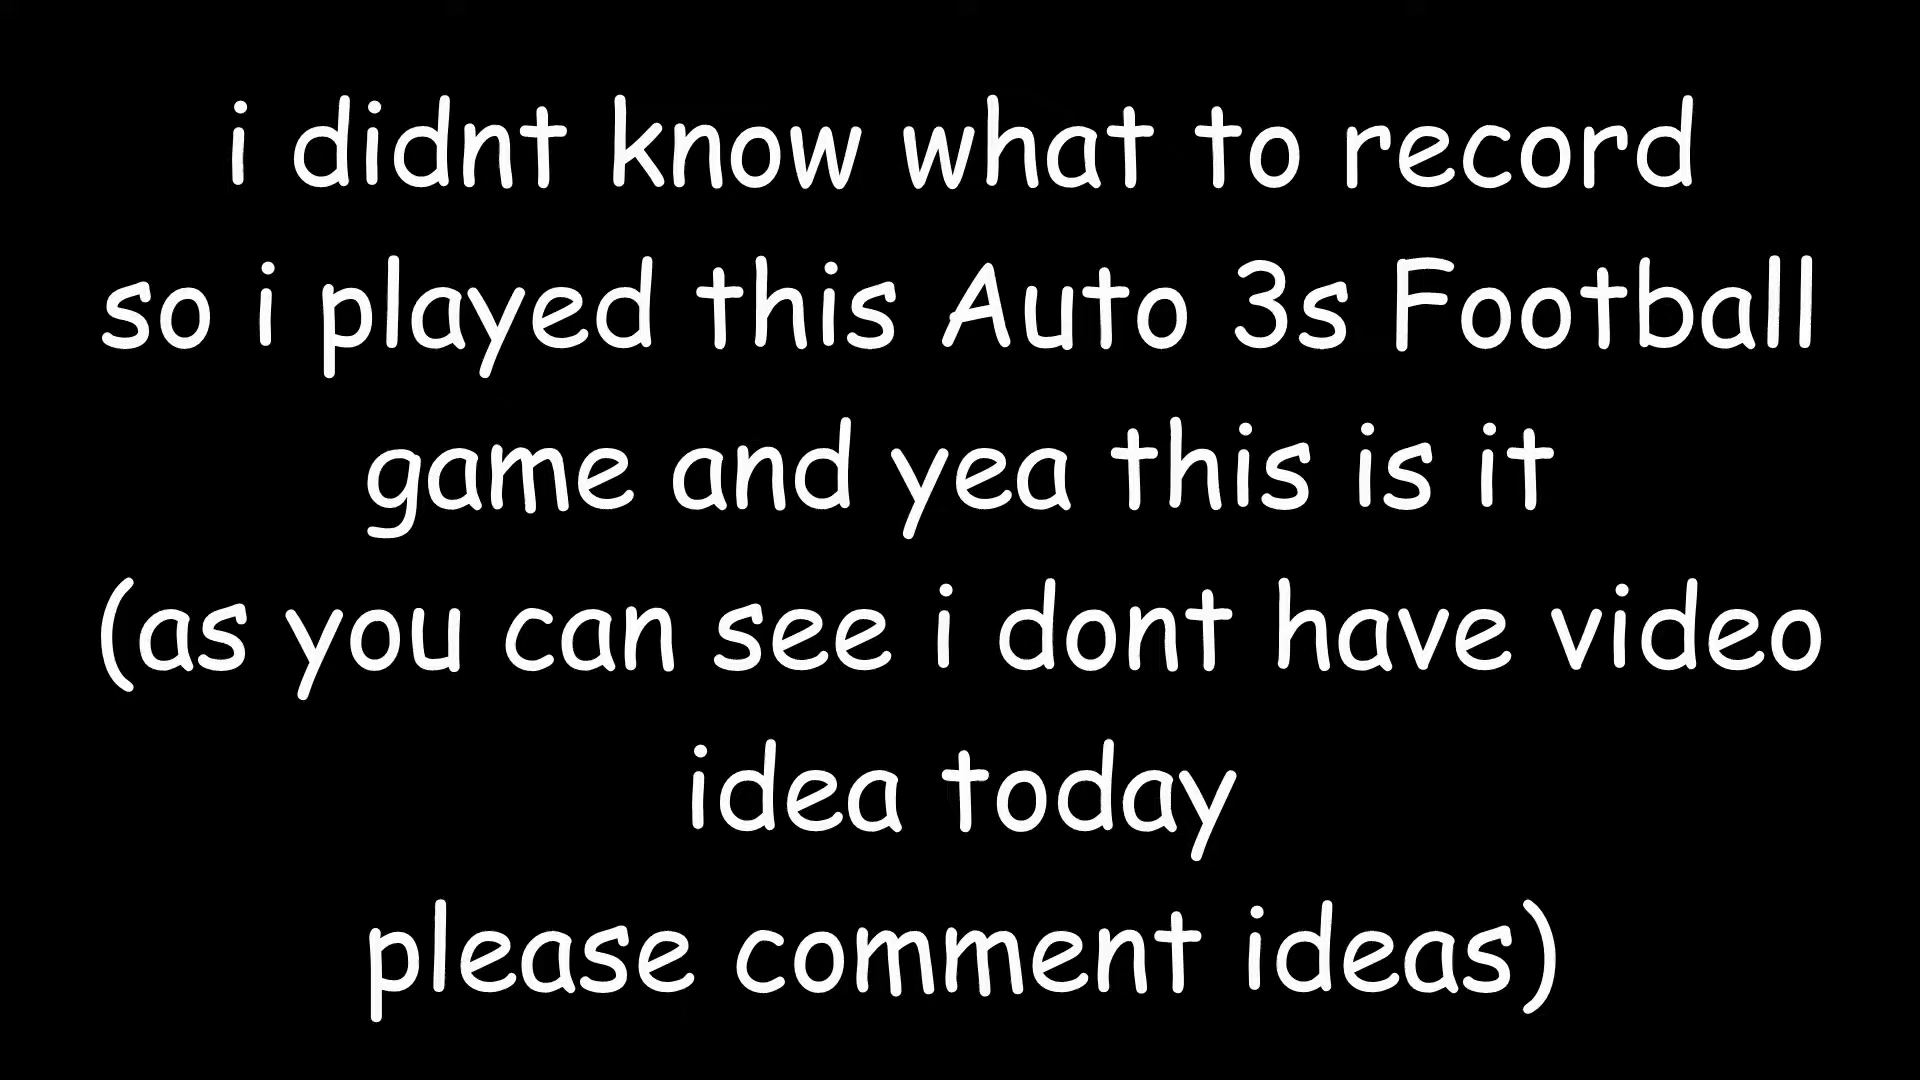 i didnt know what to record
so i played this Auto 3s Football
game and yea this is it
(as you can see i dont have video
idea today
please comment ideas)